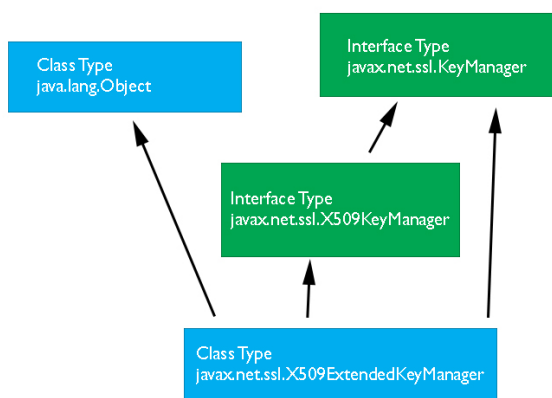 Class Type
java.lang.Object
Interface Type
javax.net.ssl.KeyManager
Interface Type
javax.net.ssl.X509KeyManager
Class Type
javax.net.ssl.X509ExtendedKeyManager